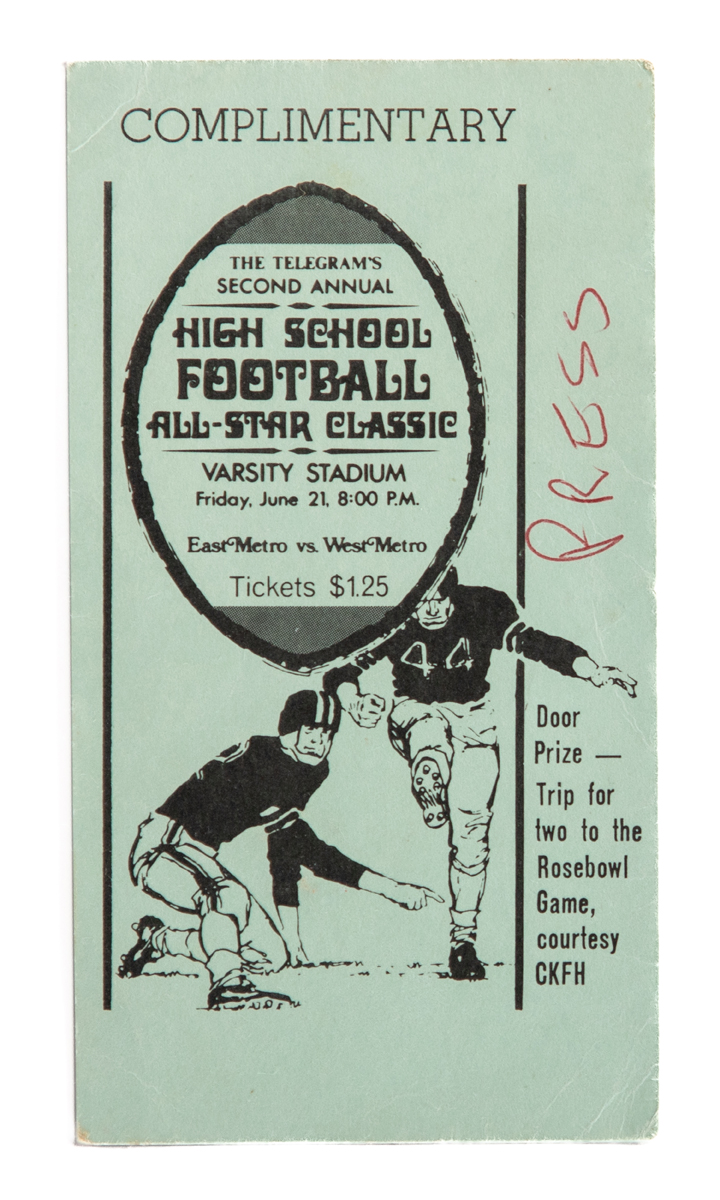 COMPLIMENTARY
THE TELEGRAM'S
SECOND ANNUAL
HIGH SCHOOL
FOOTBALL
ALL-STAR CLASSIC
VARSITY STADIUM
Friday, June 21, 8:00 P.M.
East Metro vs. West Metro
Tickets $1.25
44
PRESS
Door
Prize —
Trip for
two to the
Rosebowl
Game,
courtesy
CKFH